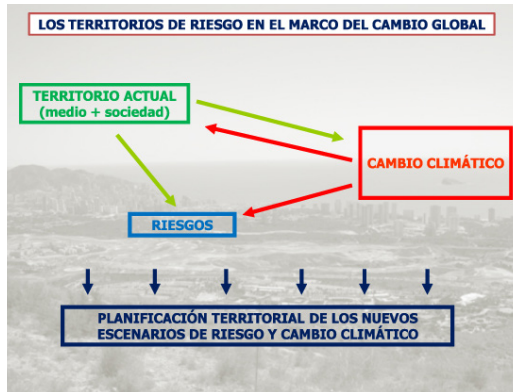 LOS TERRITORIOS DE RIESGO EN EL MARCO DEL CAMBIO GLOBAL
TERRITORIO ACTUAL
(medio + sociedad)
CAMBIO CLIMÁTICO
RIESGOS
PLANIFICACIÓN TERRITORIAL DE LOS NUEVOS
ESCENARIOS DE RIESGO Y CAMBIO CLIMÁTICO